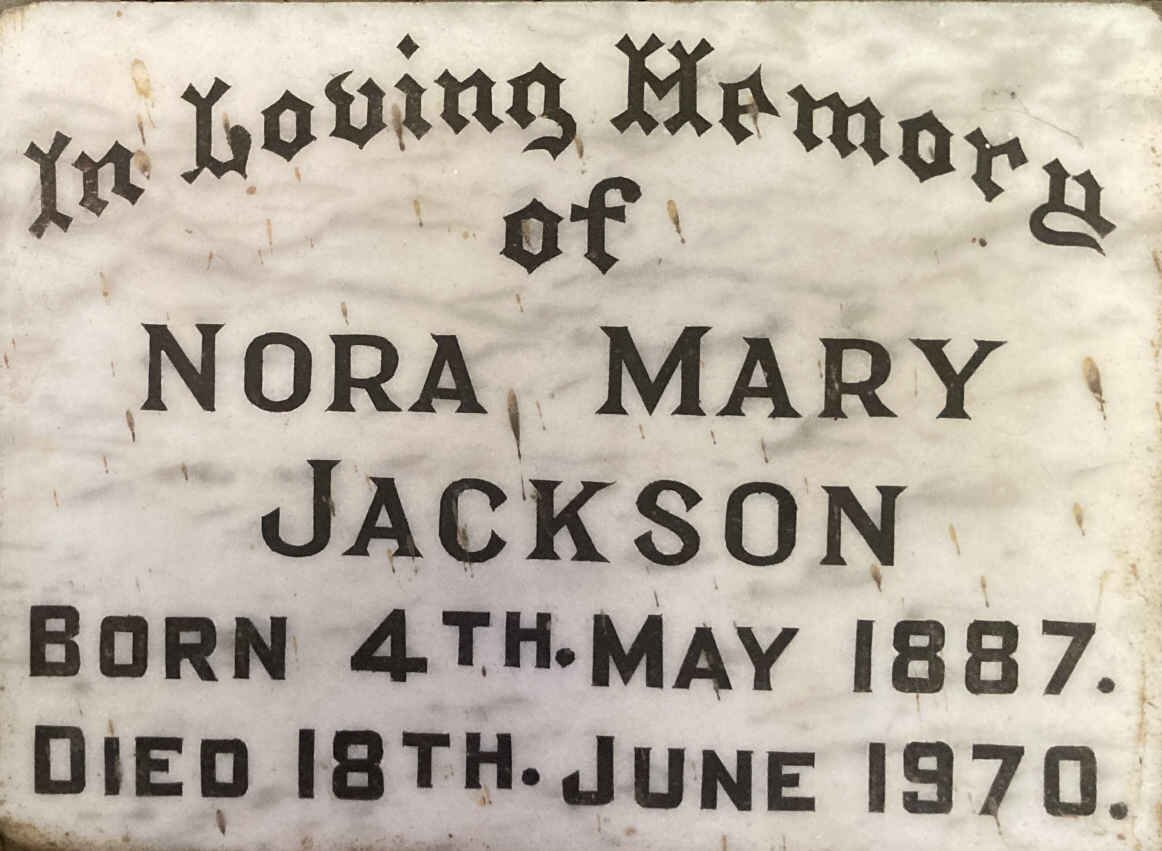 In Loving Memory
of
NORA MARY
JACKSON
BORN 4TH. MAY 1887.
DIED 18TH. JUNE 1970.